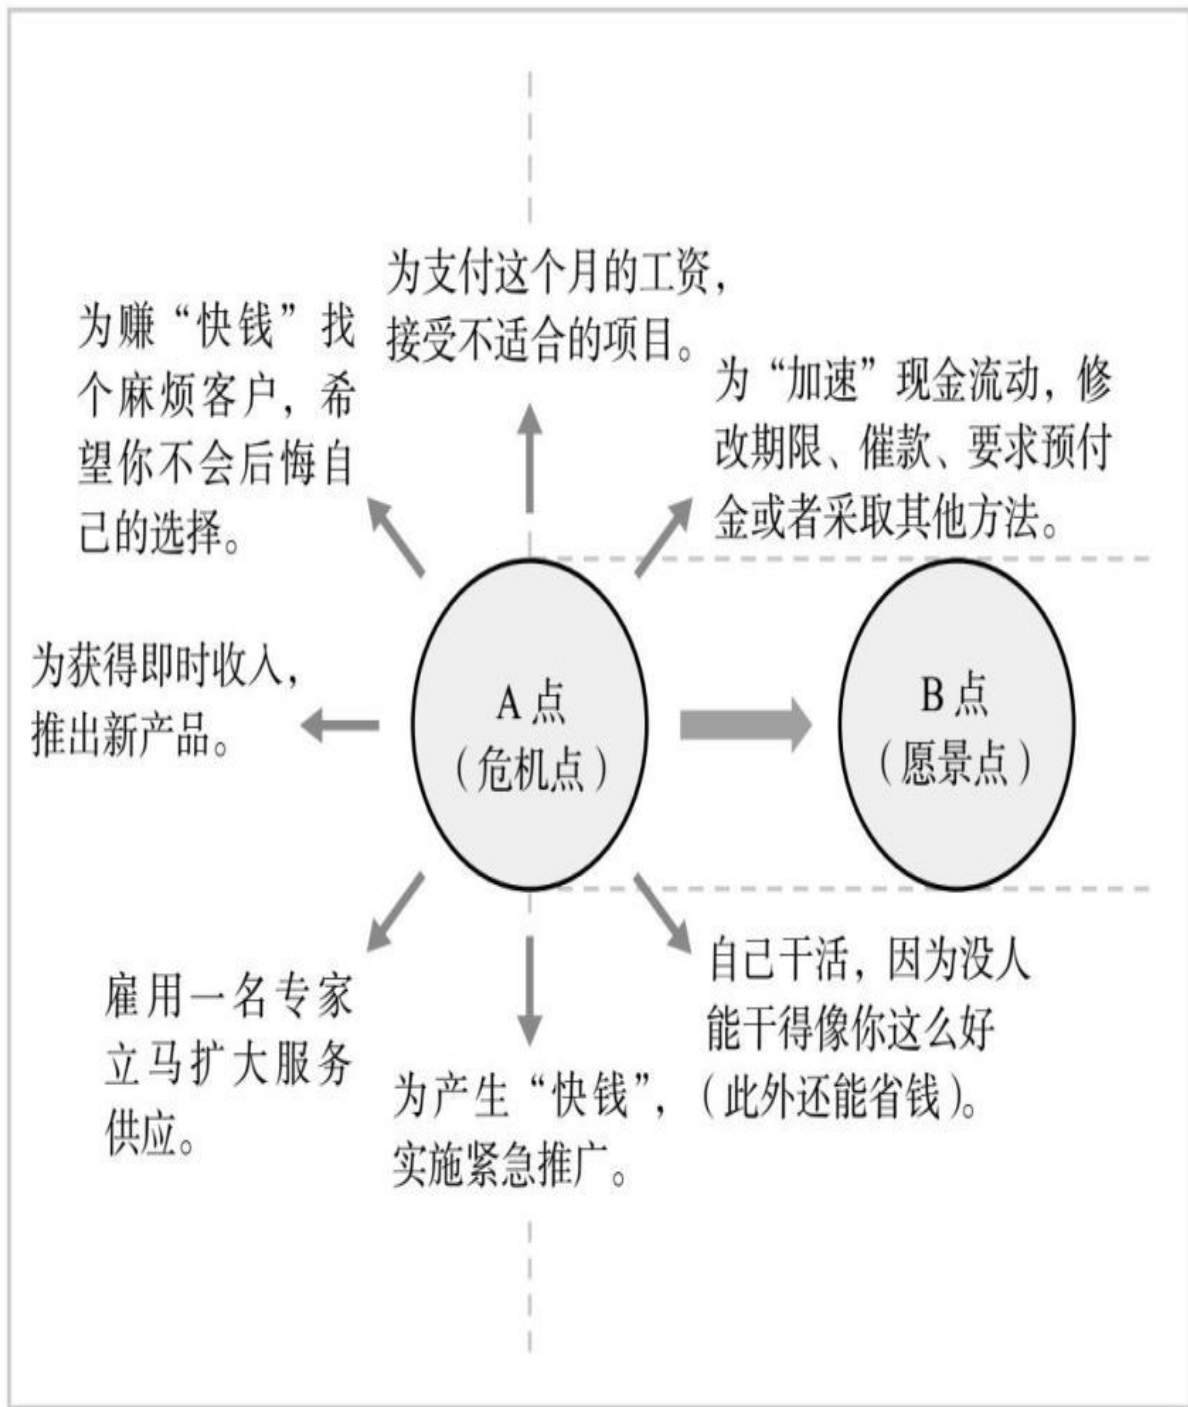 为支付这个月的工资，
接受不适合的项目。
为赚“快钱”找
个麻烦客户，希
望你不会后悔自
己的选择。
为“加速”现金流动，修
改期限、催款、要求预付
金或者采取其他方法。
为获得即时收入，
推出新产品。
A 点
（危机点）
B 点
（愿景点）
雇用一名专家
立马扩大服务
供应。
为产生“快钱”，
实施紧急推广。
自己干活，因为没人
能干得像你这么好
（此外还能省钱）。